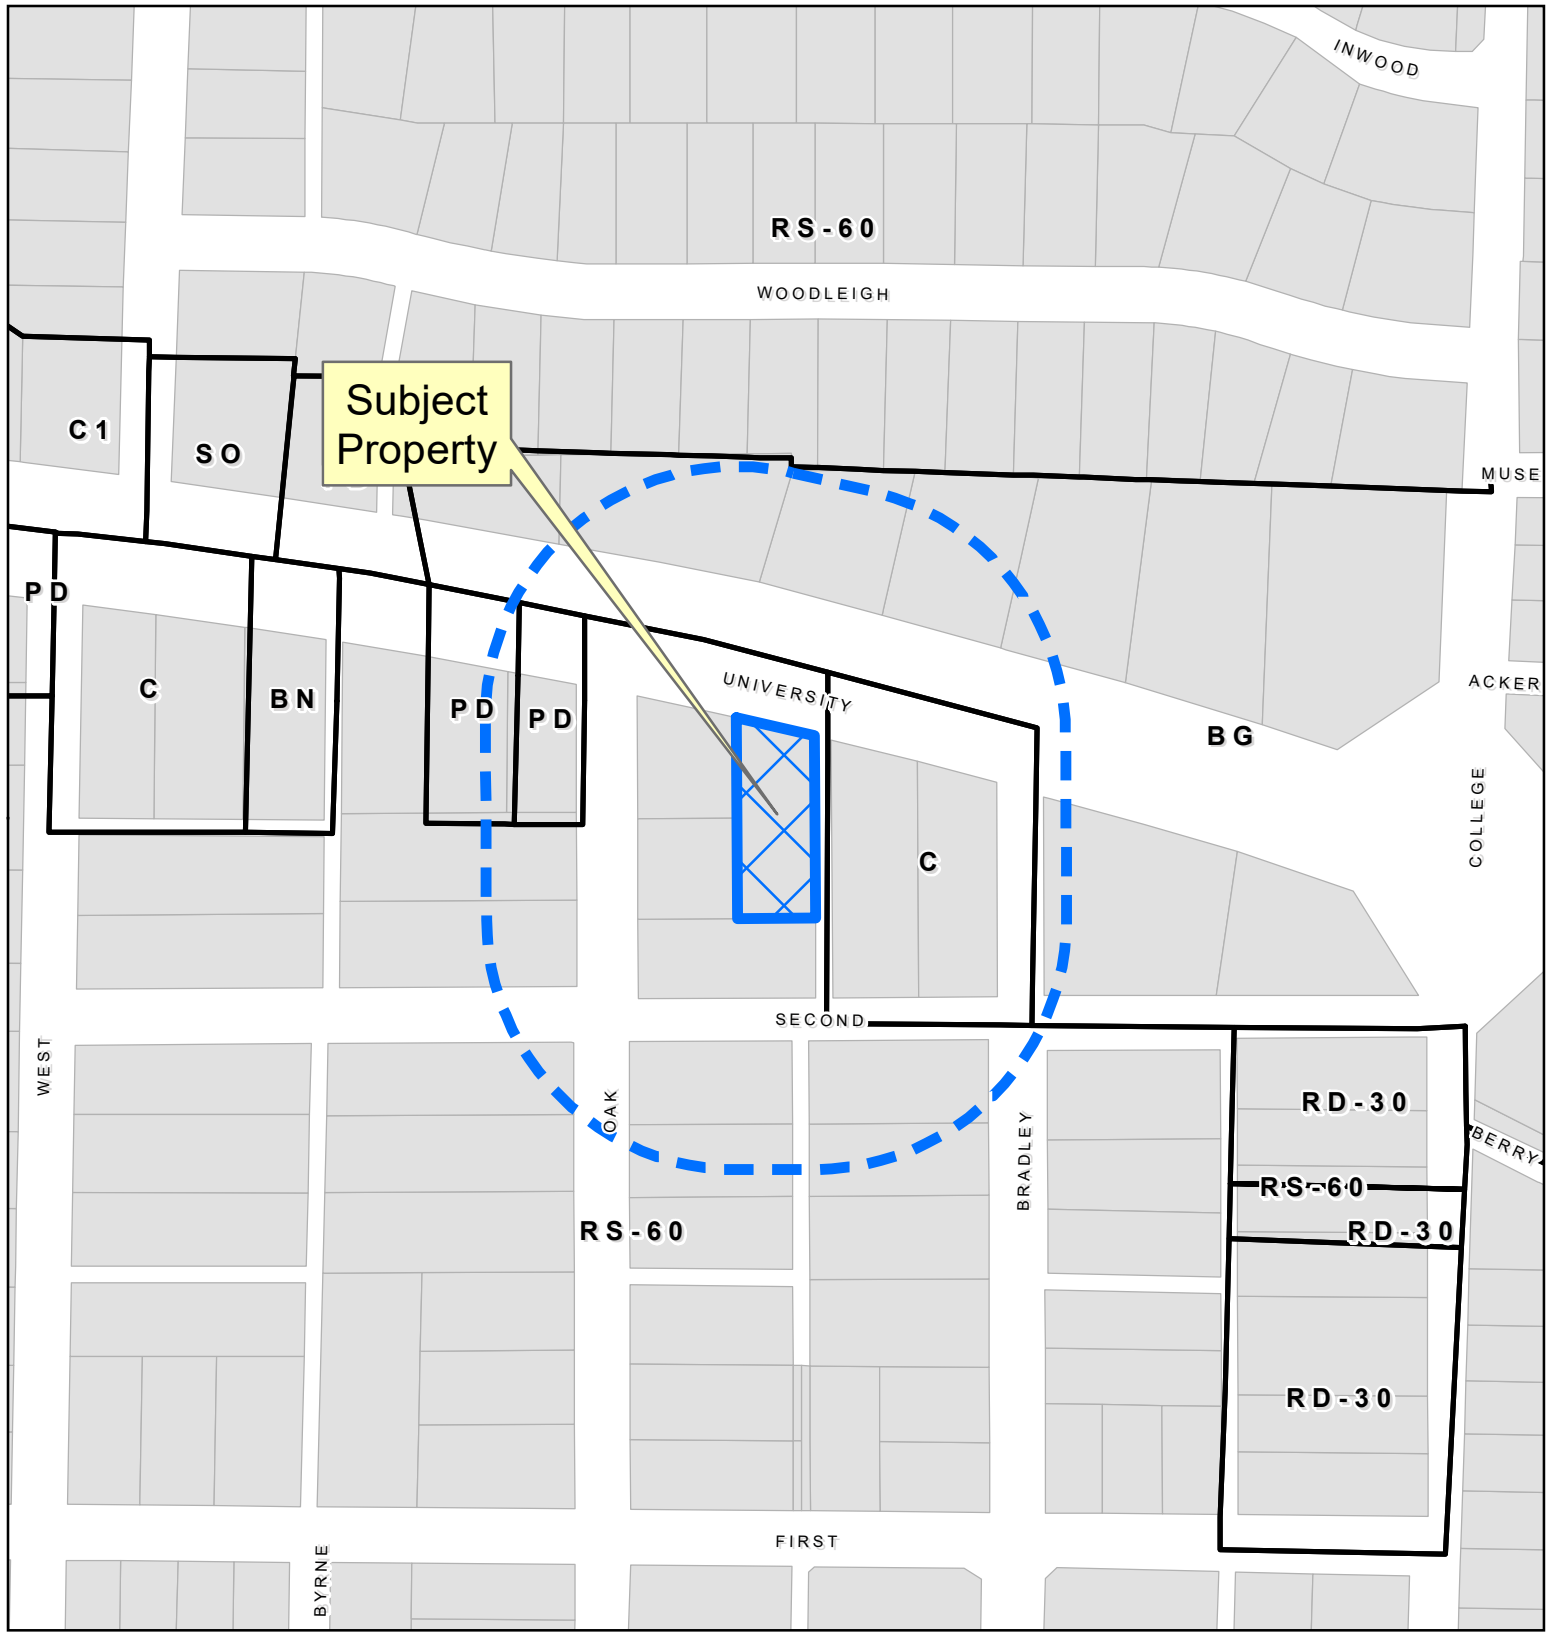 INWOOD
RS-60
WOODLEIGH
Subject
Property
C1
SO
MUSE
PD
ACKER
C
BN
PD
PD
UNIVERSITY
BG
COLLEGE
C
SECOND
WEST
OAK
BRADLEY
RD-30
BERRY
RS-60
RS-60
RD-30
RD-30
FIRST
BYRNE